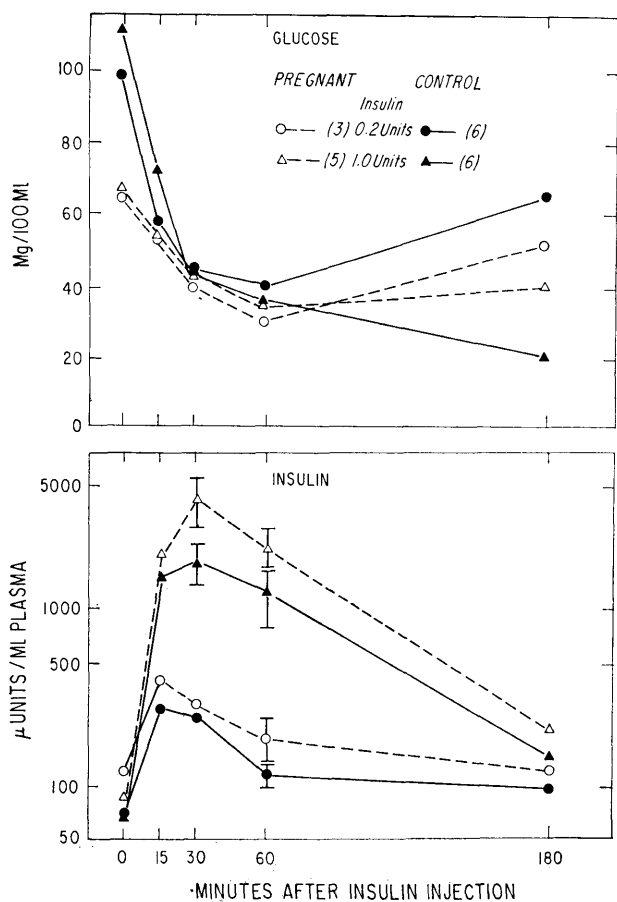 GLUCOSE
PREGNANT CONTROL
Insulin
(3) 0.2 Units (6)
(5) 1.0 Units (6)
Mg/100 Ml
100
80
60
40
20
0
INSULIN
μ UNITS / ML PLASMA
5000
1000
500
100
50
0 15 30 60 180
MINUTES AFTER INSULIN INJECTION